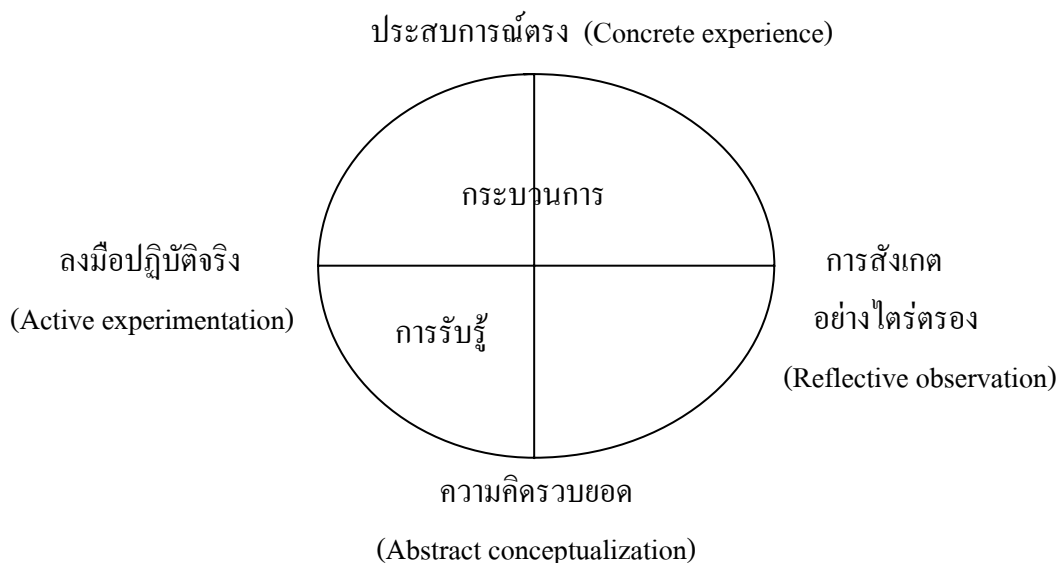 ประสบการณ์ตรง (Concrete experience)
กระบวนการ
ลงมือปฏิบัติจริง
(Active experimentation)
การรับรู้
การสังเกต
อย่างไตร่ตรอง
(Reflective observation)
ความคิดรวบยอด
(Abstract conceptualization)